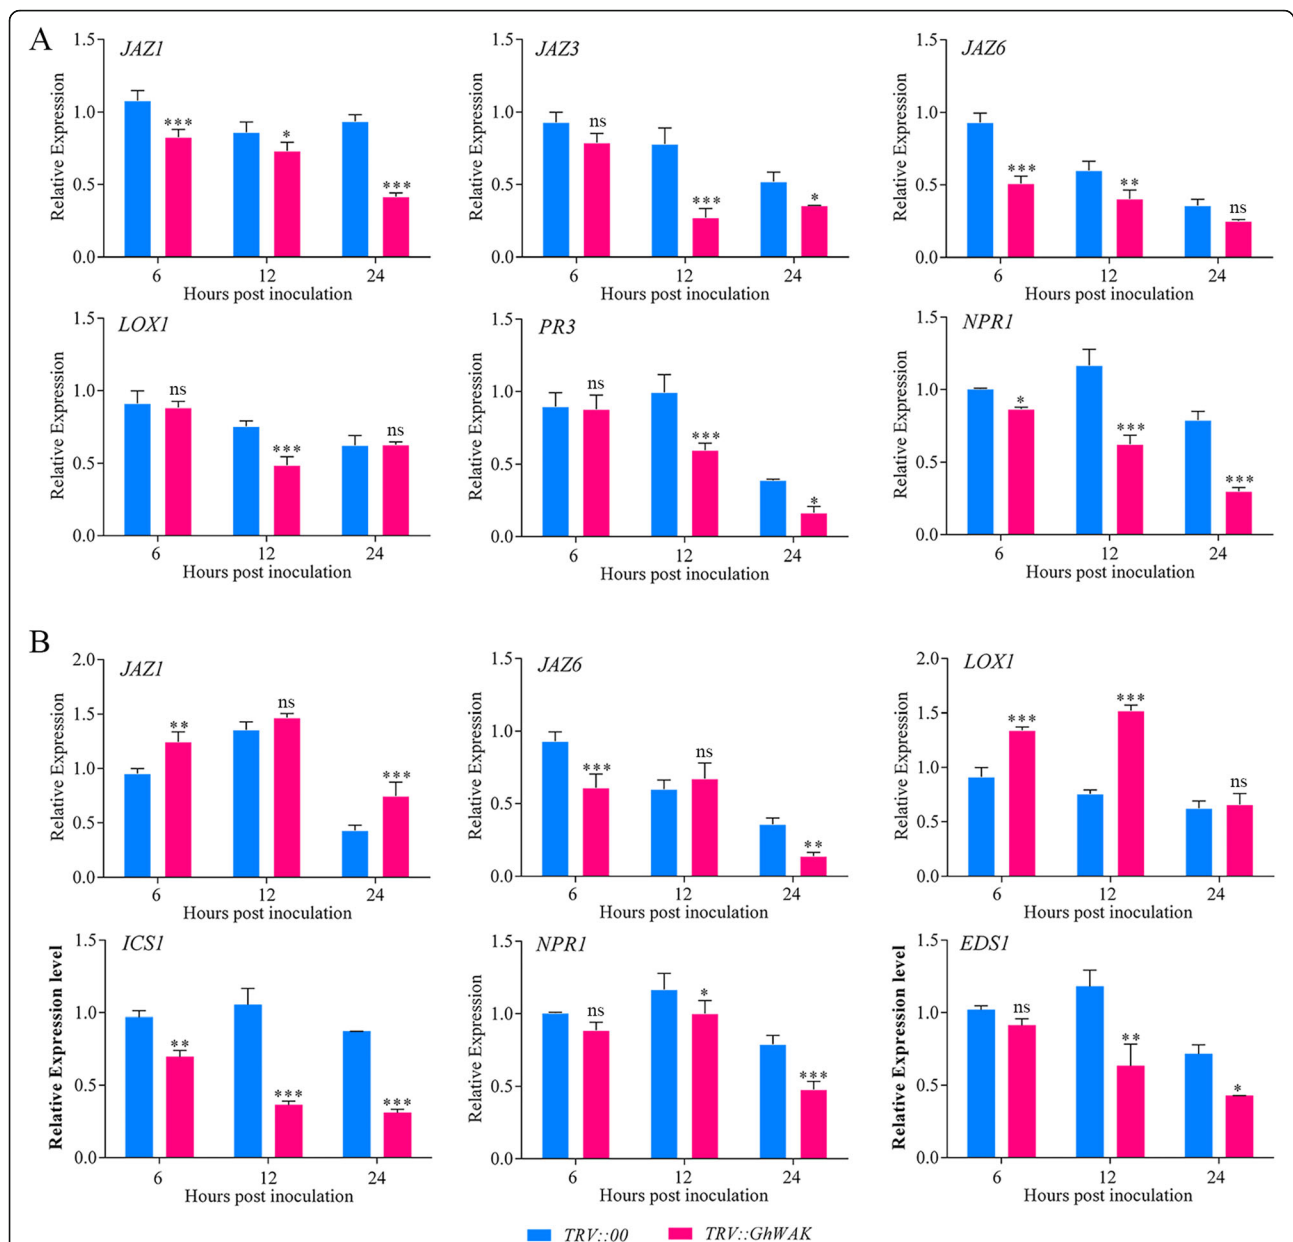 A
JAZ1
Relative Expression
1.5
1.0
0.5
0.0
***
*
***
6 12 24
Hours post inoculation
JAZ3
Relative Expression
1.5
1.0
0.5
0.0
ns
***
*
6 12 24
Hours post inoculation
JAZ6
Relative Expression
1.5
1.0
0.5
0.0
***
**
ns
6 12 24
Hours post inoculation
LOX1
Relative Expression
1.5
1.0
0.5
0.0
ns
***
ns
6 12 24
Hours post inoculation
PR3
Relative Expression
1.5
1.0
0.5
0.0
ns
***
*
6 12 24
Hours post inoculation
NPR1
Relative Expression
1.5
1.0
0.5
0.0
*
***
***
6 12 24
Hours post inoculation
B
JAZ1
Relative Expression
2.0
1.5
1.0
0.5
0.0
**
ns
***
6 12 24
Hours post inoculation
JAZ6
Relative Expression
1.5
1.0
0.5
0.0
***
ns
**
6 12 24
Hours post inoculation
LOX1
Relative Expression
2.0
1.5
1.0
0.5
0.0
***
***
ns
6 12 24
Hours post inoculation
ICS1
Relative Expression level
1.5
1.0
0.5
0.0
**
***
***
6 12 24
Hours post inoculation
NPR1
Relative Expression
1.5
1.0
0.5
0.0
ns
*
***
6 12 24
Hours post inoculation
EDS1
Relative Expression level
1.5
1.0
0.5
0.0
ns
**
*
6 12 24
Hours post inoculation
TRV::00 TRV::GhWAK